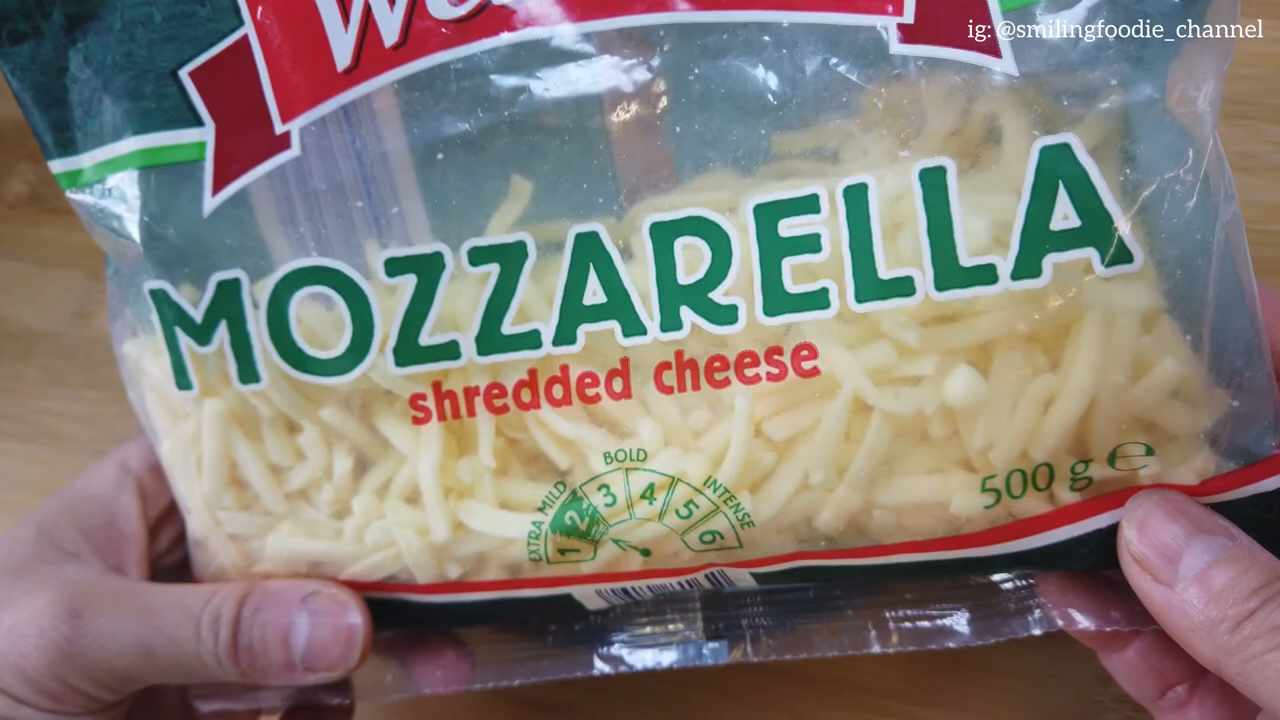 ig: @smilingfoodie_channel
MOZZARELLA
shredded cheese
EXTRA MILD BOLD INTENSE
1 2 3 4 5 6
500 g ℮